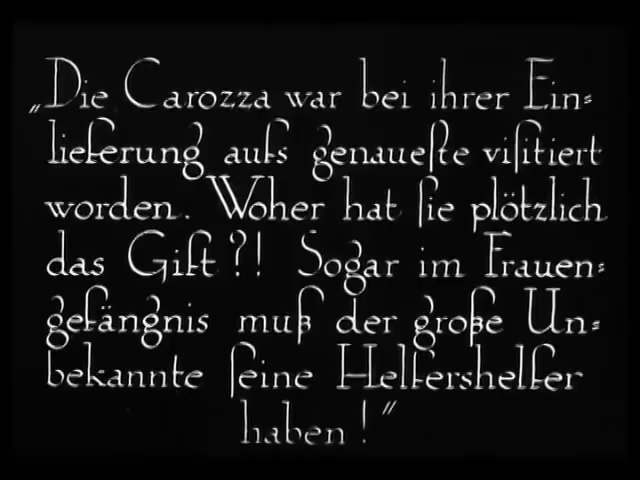 „Die Carozza war bei ihrer Ein=
lieferung aufs genaueſte viſitiert
worden. Woher hat ſie plötzlich
das Gift?! Sogar im Frauen=
gefängnis muß der große Un=
bekannte ſeine Helfershelfer
haben!“